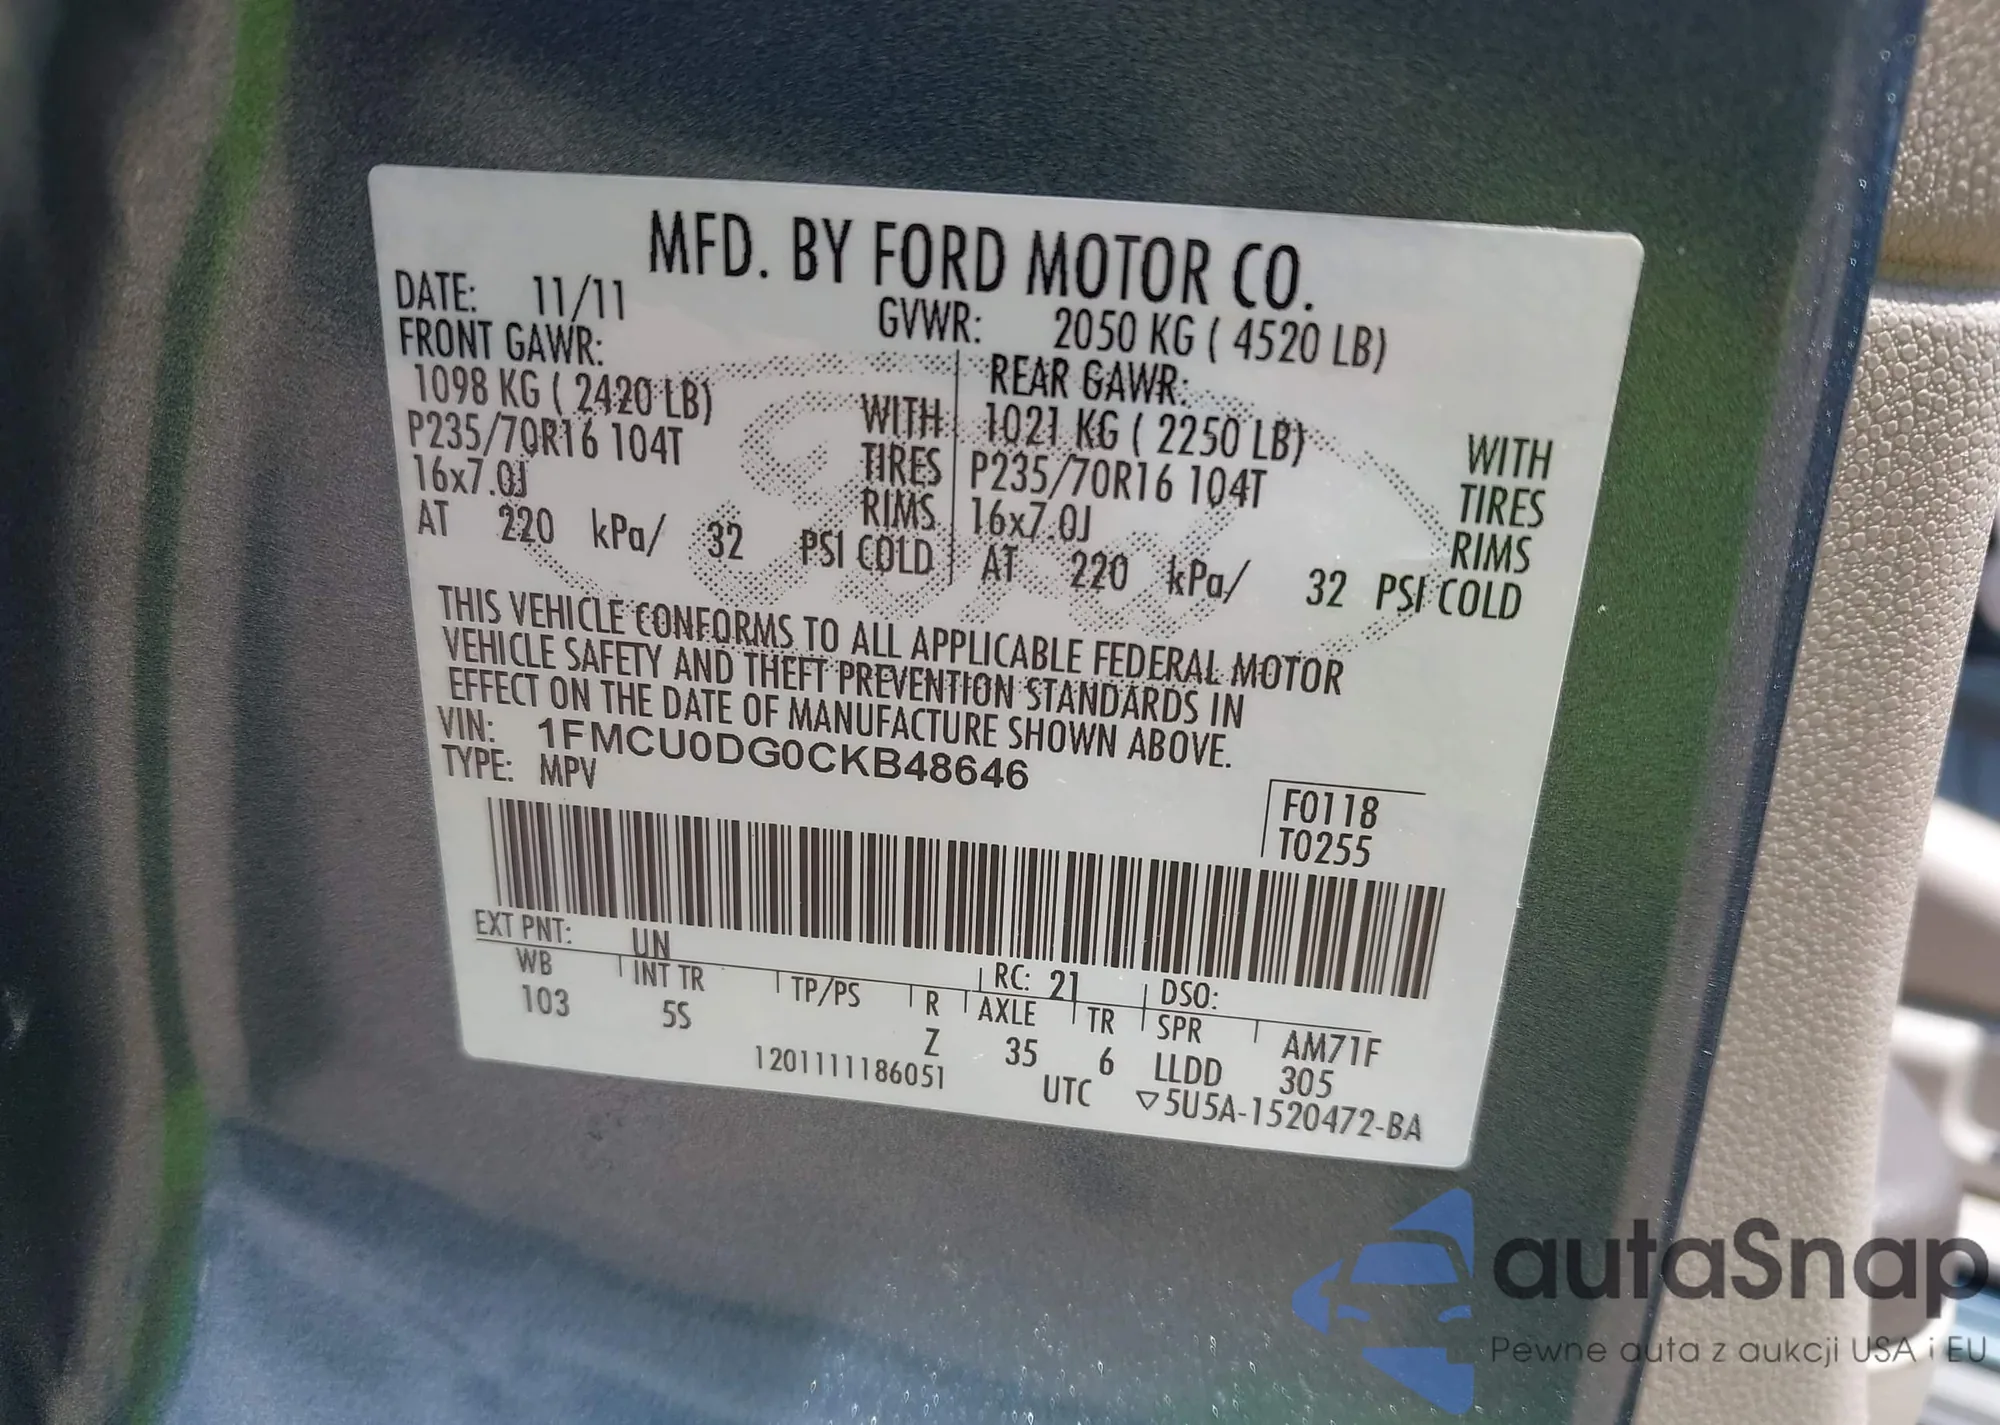 MFD. BY FORD MOTOR CO.
DATE: 11/11 GVWR: 2050 KG ( 4520 LB)
FRONT GAWR: REAR GAWR:
1098 KG ( 2420 LB) WITH 1021 KG ( 2250 LB) WITH
P235/70R16 104T TIRES P235/70R16 104T TIRES
16x7.0J RIMS 16x7.0J RIMS
AT 220 kPa/ 32 PSI COLD AT 220 kPa/ 32 PSI COLD
THIS VEHICLE CONFORMS TO ALL APPLICABLE FEDERAL MOTOR
VEHICLE SAFETY AND THEFT PREVENTION STANDARDS IN
EFFECT ON THE DATE OF MANUFACTURE SHOWN ABOVE.
VIN: 1FMCU0DG0CKB48646
TYPE: MPV
F0118
T0255
EXT PNT: UN RC: 21 DSO:
WB INT TR TP/PS R AXLE TR SPR AM71F
103 5S Z 35 6 LLDD 305
1201111186051 UTC ▽5U5A-1520472-BA
autaSnap
Pewne auta z aukcji USA i EU